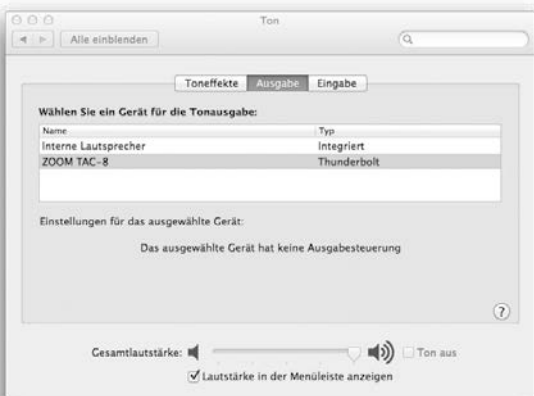 Ton
Alle einblenden
Toneffekte Ausgabe Eingabe
Wählen Sie ein Gerät für die Tonausgabe:
Name Typ
Interne Lautsprecher Integriert
ZOOM TAC-8 Thunderbolt
Einstellungen für das ausgewählte Gerät:
Das ausgewählte Gerät hat keine Ausgabesteuerung
?
Gesamtlautstärke: Ton aus
Lautstärke in der Menüleiste anzeigen